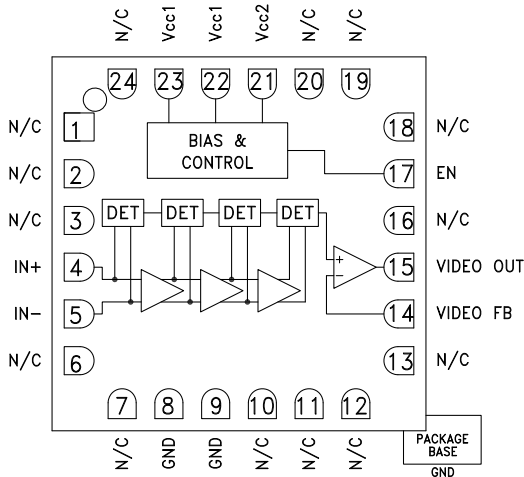 N/C Vcc1 Vcc1 Vcc2 N/C N/C
24 23 22 21 20 19
N/C 1 18 N/C
BIAS &
CONTROL
N/C 2 17 EN
N/C 3 DET DET DET DET 16 N/C
IN+ 4 + 15 VIDEO OUT
−
IN− 5 14 VIDEO FB
N/C 6 13 N/C
7 8 9 10 11 12
N/C GND GND N/C N/C N/C
PACKAGE
BASE
GND